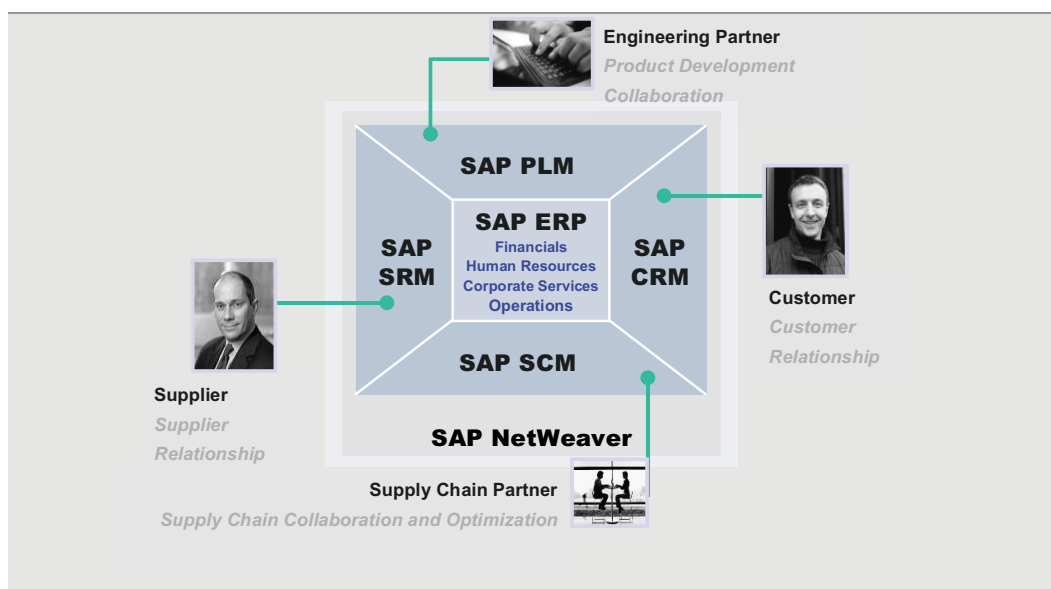 Engineering Partner
Product Development
Collaboration
SAP PLM
SAP ERP
Financials
Human Resources
Corporate Services
Operations
SAP
SRM
SAP
CRM
Customer
Customer
Relationship
SAP SCM
Supplier
Supplier
Relationship
SAP NetWeaver
Supply Chain Partner
Supply Chain Collaboration and Optimization